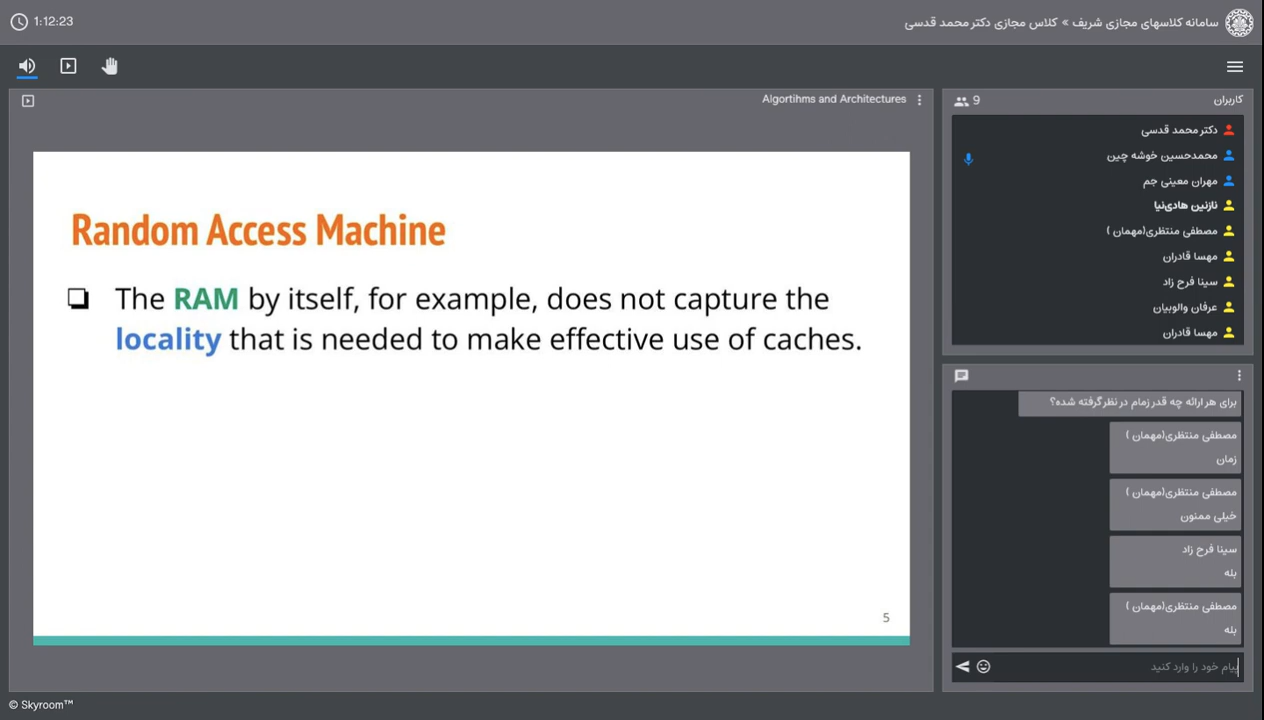 1:12:23
سامانه کلاسهای مجازی شریف » کلاس مجازی دکتر محمد قدسی
Algortihms and Architectures
Random Access Machine
❏ The RAM by itself, for example, does not capture the
locality that is needed to make effective use of caches.
5
کاربران
9
دکتر محمد قدسی
محمدحسین خوشه چین
مهران معینی جم
نازنین هادی‌نیا
مصطفی منتظری(مهمان )
مهسا قادران
سینا فرح زاد
عرفان والوییان
مهسا قادران
برای هر ارائه چه قدر زمام در نظر گرفته شده؟
مصطفی منتظری(مهمان )
زمان
مصطفی منتظری(مهمان )
خیلی ممنون
سینا فرح زاد
بله
مصطفی منتظری(مهمان )
بله
پیام خود را وارد کنید
© Skyroom™